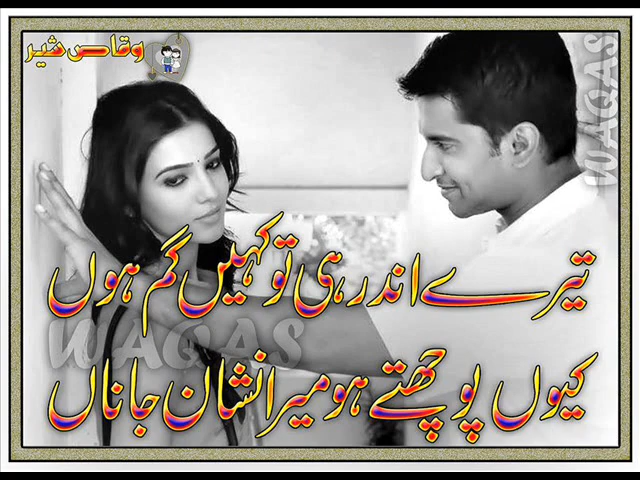 وقاص شیر
WAQAS
تیرے اندر ہی تو کہیں گم ہوں
WAQAS
کیوں پوچھتے ہو میرا نشان جاناں